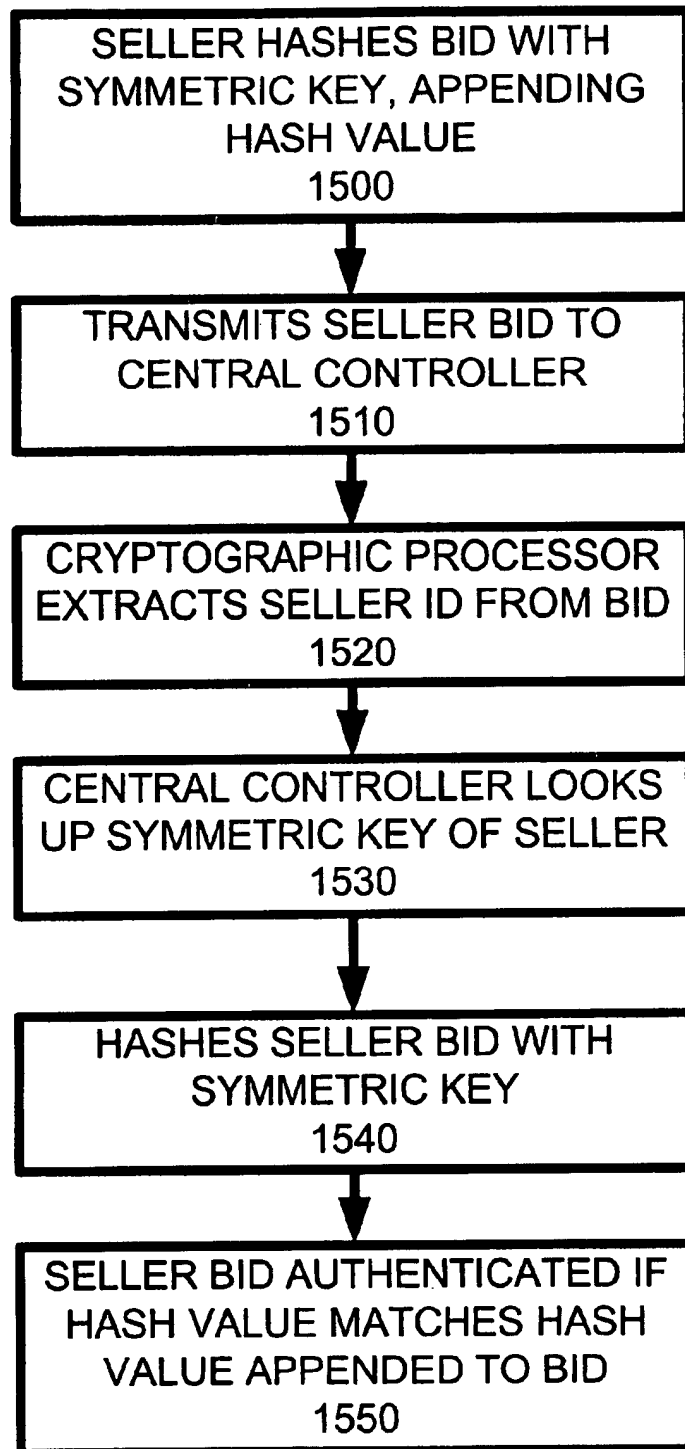 SELLER HASHES BID WITH
SYMMETRIC KEY, APPENDING
HASH VALUE
1500
TRANSMITS SELLER BID TO
CENTRAL CONTROLLER
1510
CRYPTOGRAPHIC PROCESSOR
EXTRACTS SELLER ID FROM BID
1520
CENTRAL CONTROLLER LOOKS
UP SYMMETRIC KEY OF SELLER
1530
HASHES SELLER BID WITH
SYMMETRIC KEY
1540
SELLER BID AUTHENTICATED IF
HASH VALUE MATCHES HASH
VALUE APPENDED TO BID
1550